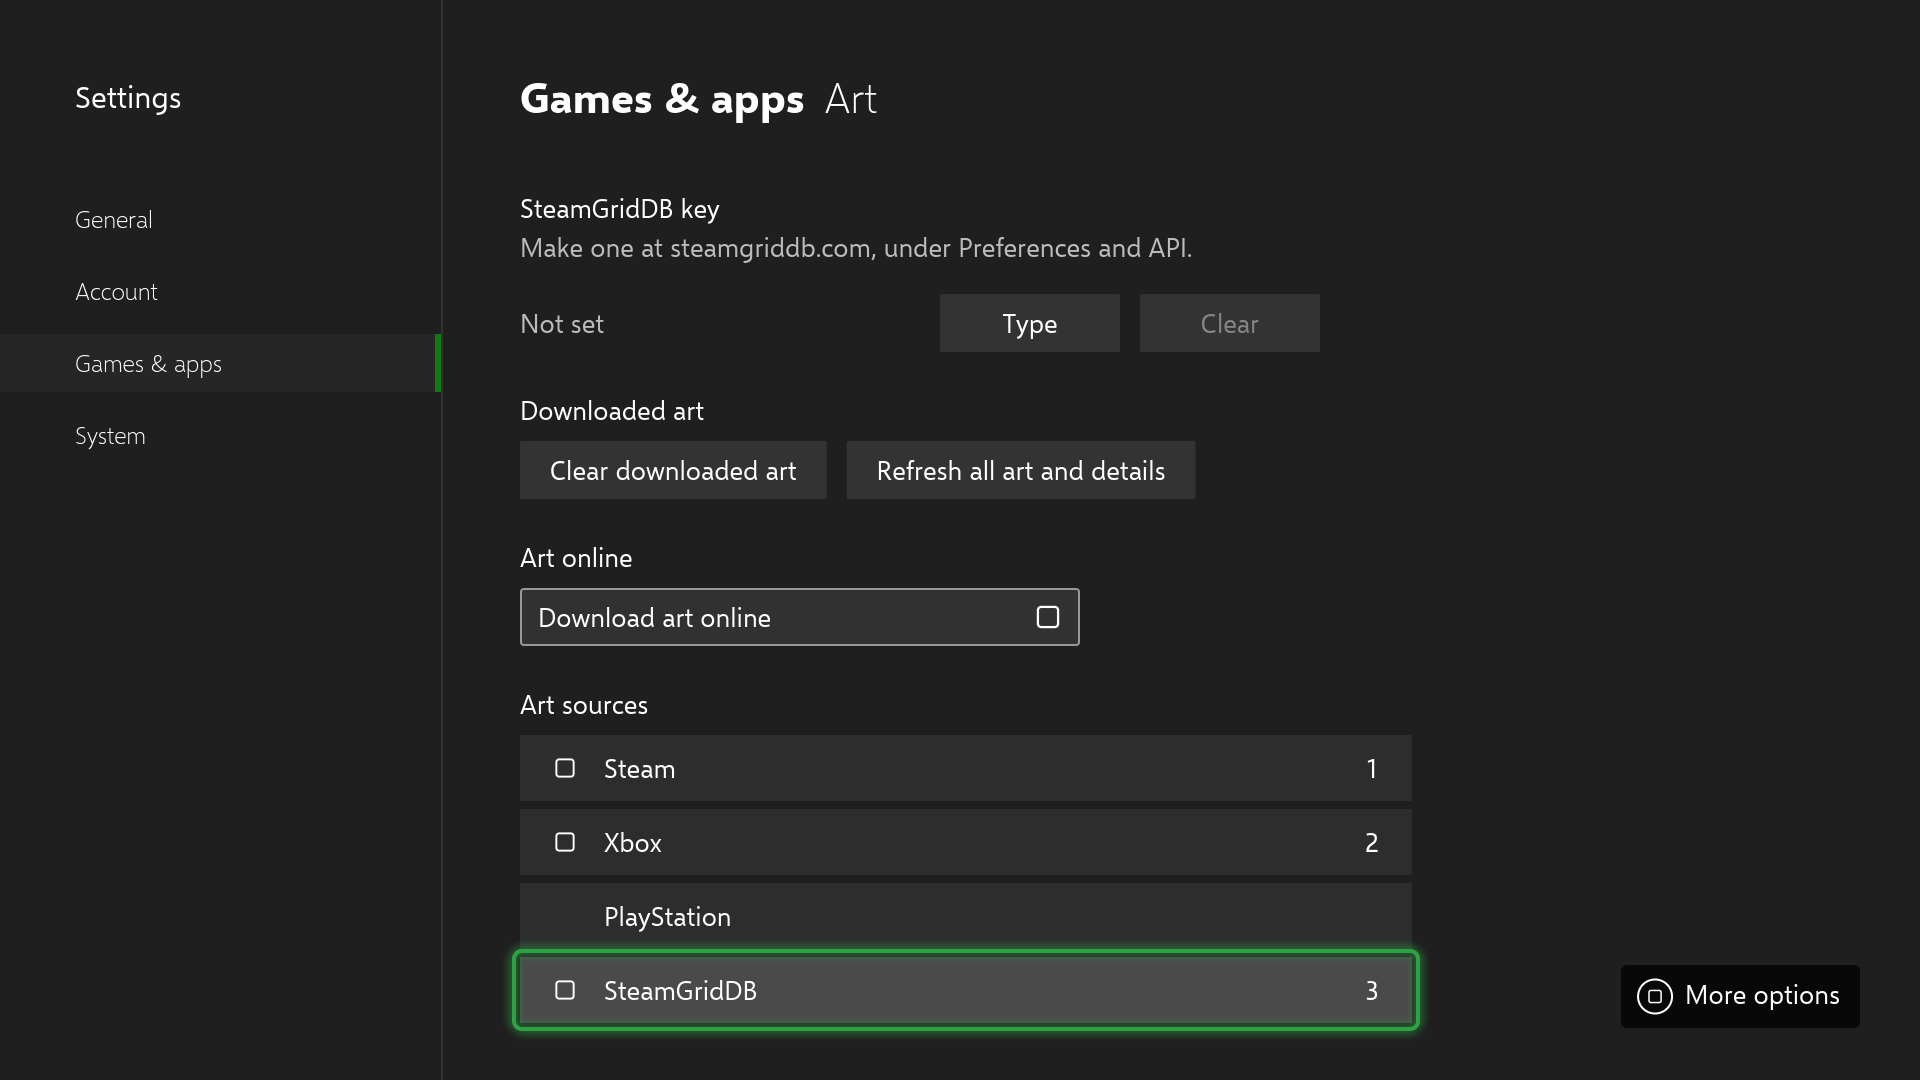 Settings
General
Account
Games & apps
System
Games & apps Art
SteamGridDB key
Make one at steamgriddb.com, under Preferences and API.
Not set
Type
Clear
Downloaded art
Clear downloaded art
Refresh all art and details
Art online
Download art online
Art sources
Steam 1
Xbox 2
PlayStation
SteamGridDB 3
More options